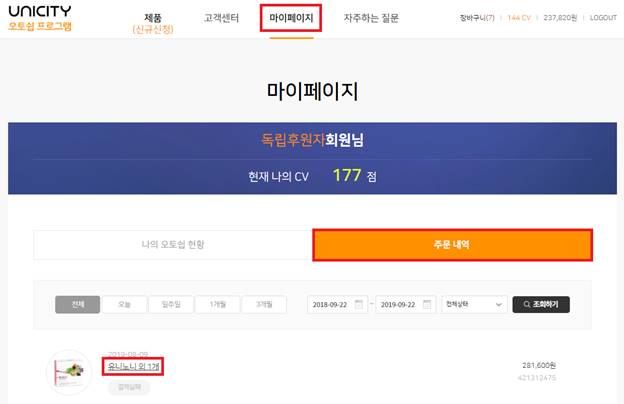 UNICITY
오토쉽 프로그램
제품
(신규신청)
고객센터
마이페이지
자주하는 질문
장바구니(7) | 144 CV | 237,820원 | LOGOUT
마이페이지
독립후원자회원님
현재 나의 CV 177 점
나의 오토쉽 현황
주문 내역
전체 오늘 일주일 1개월 3개월 2018-09-22 ~ 2019-09-22 전체상태 조회하기
2019-08-09
유니노니 외 1개
결제상태
281,600원
421312475